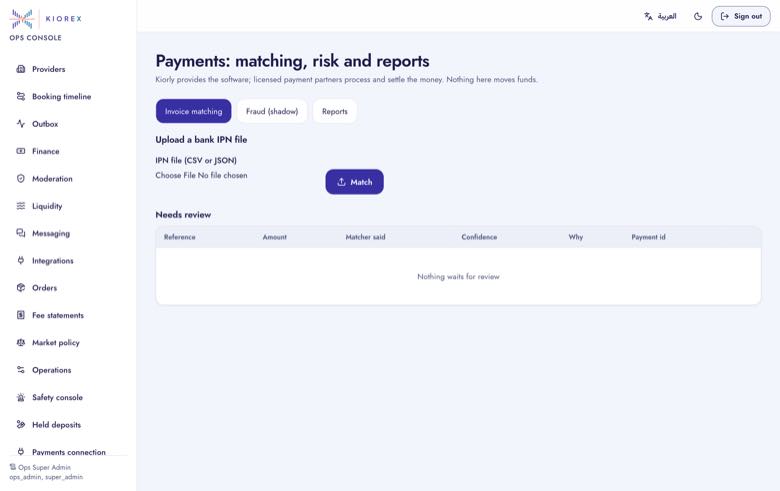 KIOREX
OPS CONSOLE
Providers
Booking timeline
Outbox
Finance
Moderation
Liquidity
Messaging
Integrations
Orders
Fee statements
Market policy
Operations
Safety console
Held deposits
Payments connection
Ops Super Admin
ops_admin, super_admin
العربية
Sign out
Payments: matching, risk and reports
Kiorly provides the software; licensed payment partners process and settle the money. Nothing here moves funds.
Invoice matching Fraud (shadow) Reports
Upload a bank IPN file
IPN file (CSV or JSON)
Choose File No file chosen
Match
Needs review
Reference Amount Matcher said Confidence Why Payment id
Nothing waits for review